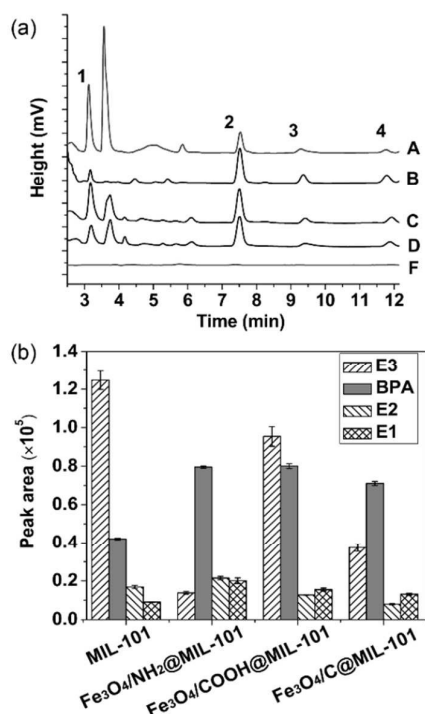 (a)
1
2
3
4
A
B
C
D
F
Height (mV)
3 4 5 6 7 8 9 10 11 12
Time (min)
(b)
1.4
1.2
1.0
0.8
0.6
0.4
0.2
0.0
Peak area (×10⁵)
E3
BPA
E2
E1
MIL-101
Fe₃O₄/NH₂@MIL-101
Fe₃O₄/COOH@MIL-101
Fe₃O₄/C@MIL-101